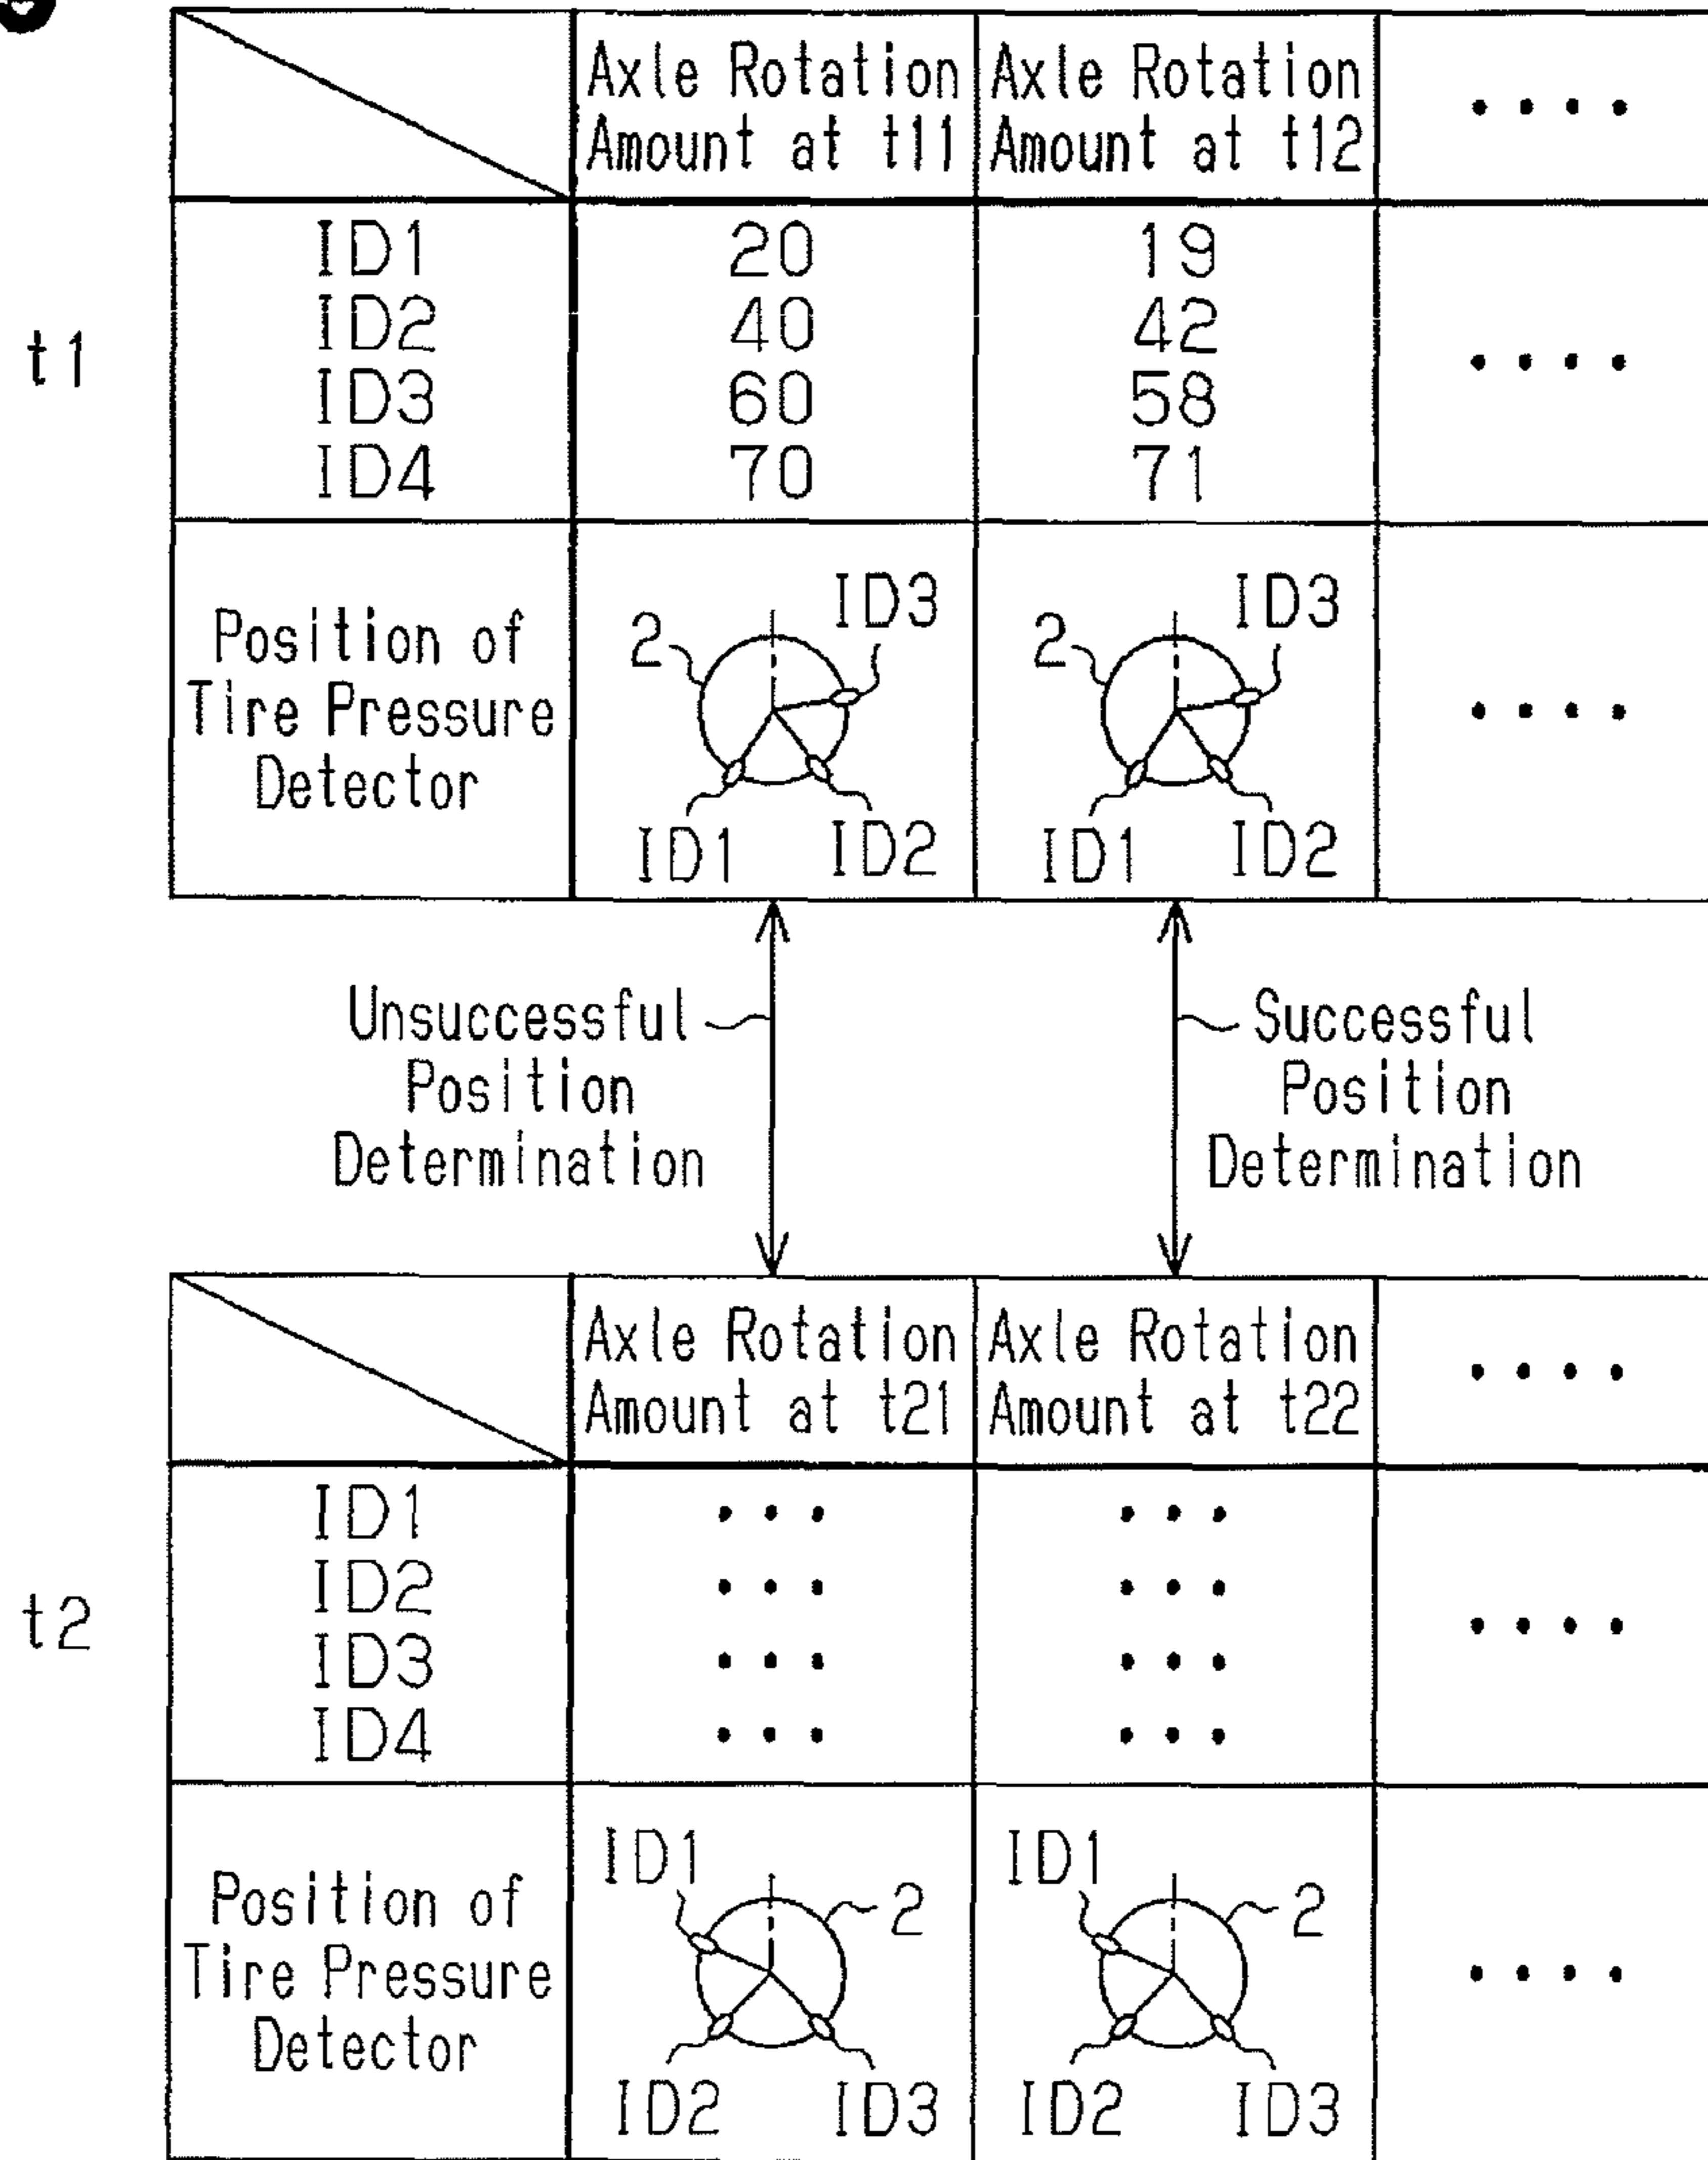 Axle Rotation
Amount at t11
Axle Rotation
Amount at t12
. . . .
t1
ID1 20 19
ID2 40 42
ID3 60 58
ID4 70 71
. . . .
Position of
Tire Pressure
Detector
2 ID3
ID1 ID2
2 ID3
ID1 ID2
. . . .
Unsuccessful
Position
Determination
Successful
Position
Determination
Axle Rotation
Amount at t21
Axle Rotation
Amount at t22
. . . .
t2
ID1 . . . . . .
ID2 . . . . . .
ID3 . . . . . .
ID4 . . . . . .
. . . .
Position of
Tire Pressure
Detector
ID1 2
ID2 ID3
ID1 2
ID2 ID3
. . . .